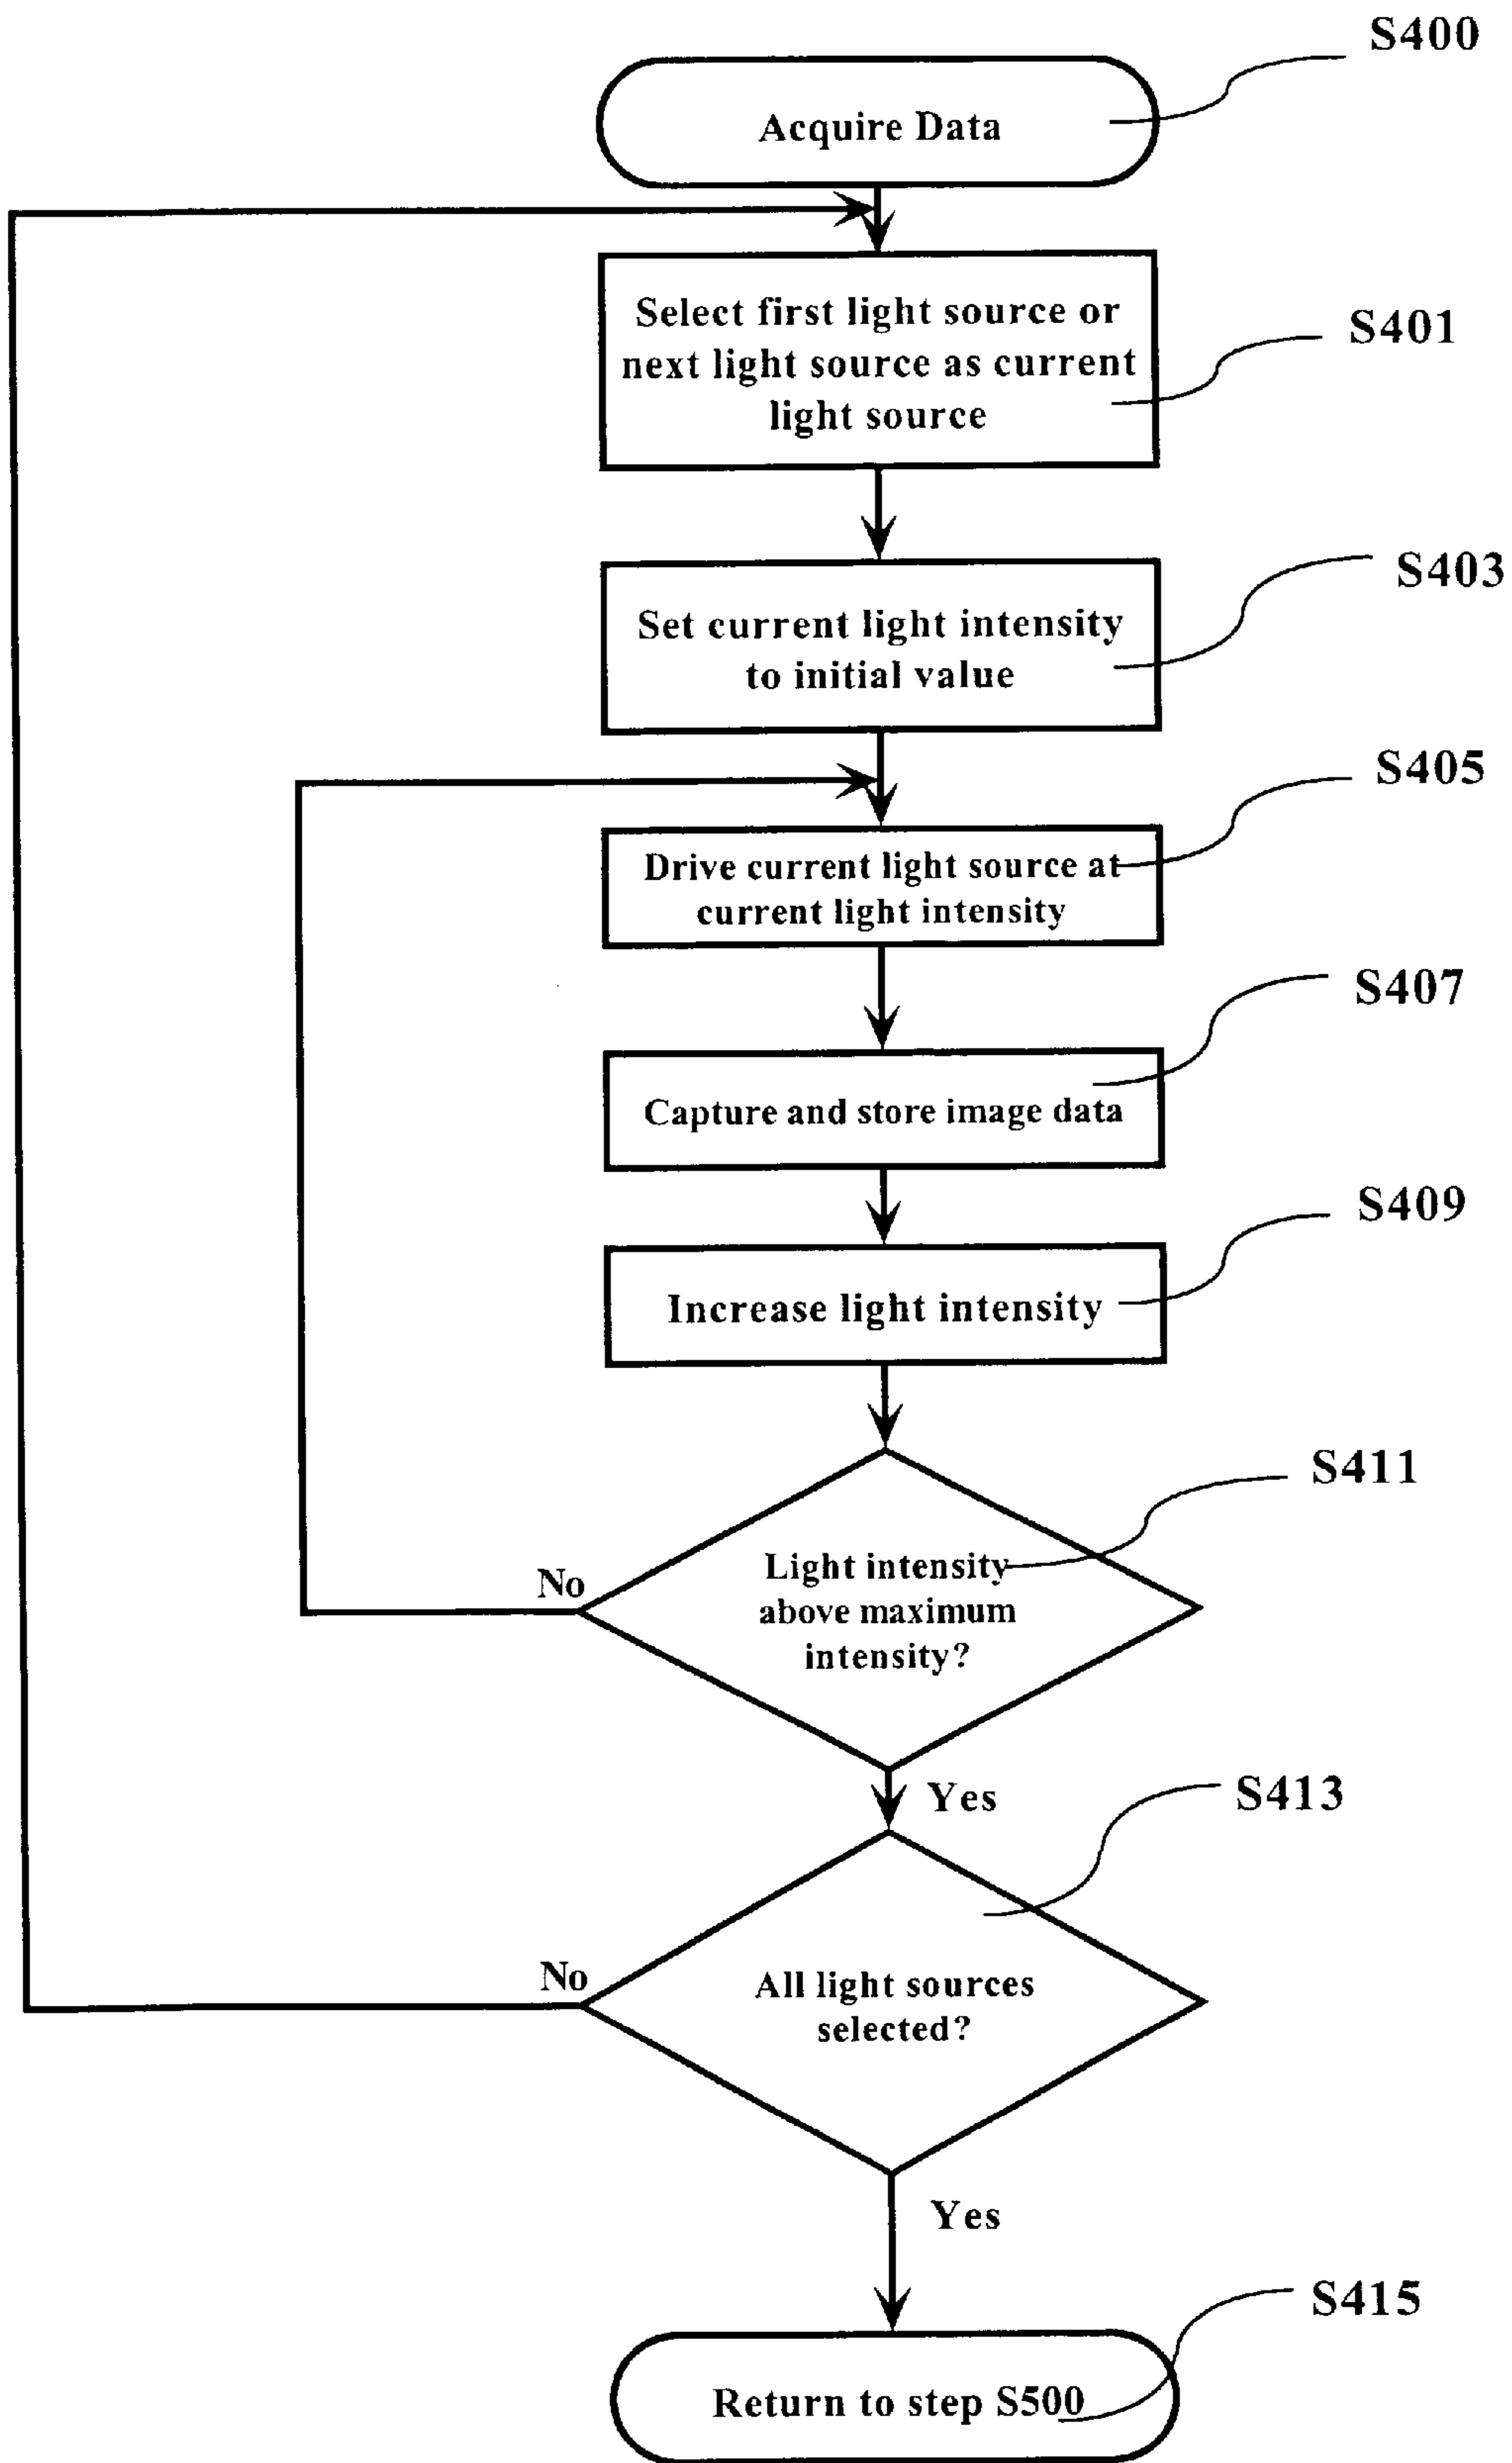 S400
Acquire Data
Select first light source or
next light source as current
light source
S401
S403
Set current light intensity
to initial value
S405
Drive current light source at
current light intensity
S407
Capture and store image data
S409
Increase light intensity
S411
Light intensity
above maximum
intensity?
No
Yes
S413
All light sources
selected?
No
Yes
S415
Return to step S500